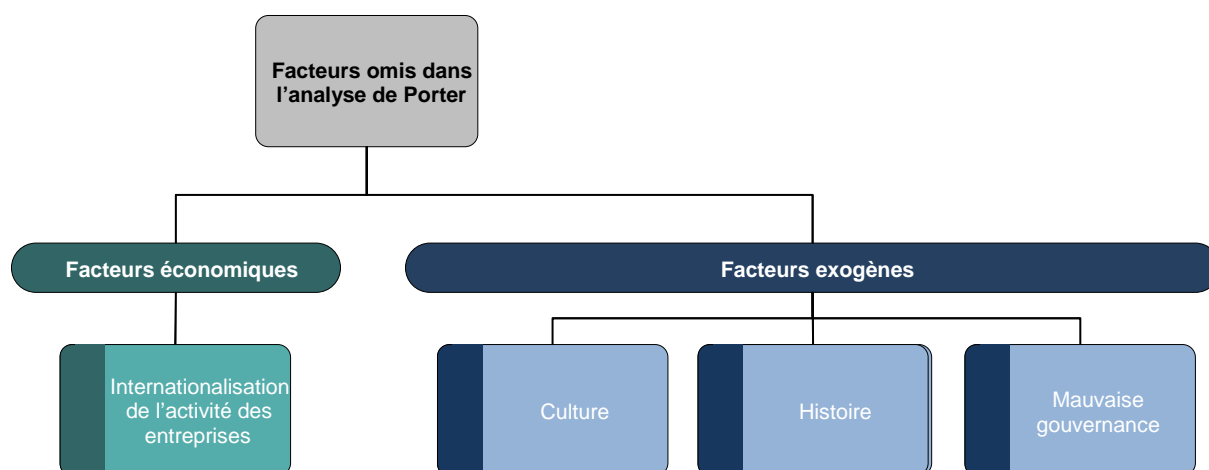 Facteurs omis dans
l’analyse de Porter
Facteurs économiques
Facteurs exogènes
Internationalisation
de l’activité des
entreprises
Culture
Histoire
Mauvaise
gouvernance